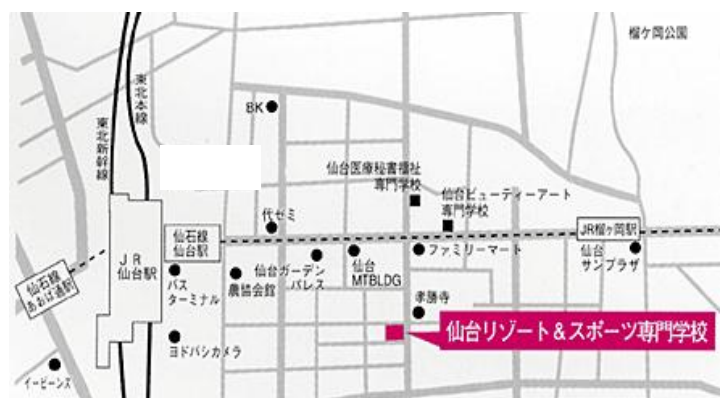 榴ケ岡公園
東北本線
東北新幹線
BK
仙台医療秘書福祉
専門学校
仙台ビューティーアート
専門学校
代ゼミ
仙石線
仙台駅
JR榴ヶ岡駅
JR
仙台駅
仙石線
あおば通駅
バス
ターミナル
農協会館
仙台ガーデン
パレス
仙台
MTBLDG
ファミリーマート
仙台
サンプラザ
孝勝寺
仙台リゾート&スポーツ専門学校
ヨドバシカメラ
イービーンズ